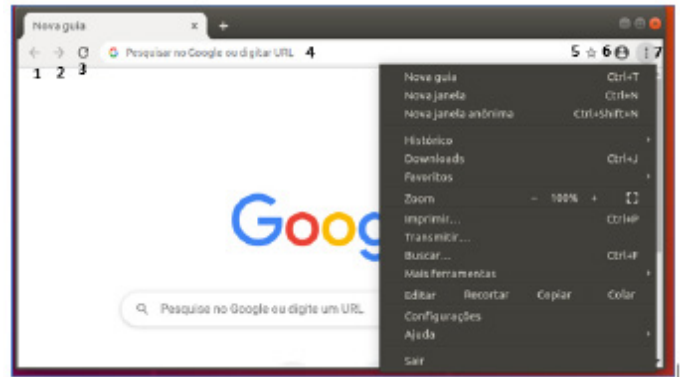 Nova guia × +
Pesquisar no Google ou digitar URL 4 5 6 7
1 2 3
Nova guia Ctrl+T
Nova janela Ctrl+N
Nova janela anônima Ctrl+Shift+N
Histórico
Downloads Ctrl+J
Favoritos
Zoom - 100% +
Imprimir... Ctrl+P
Transmitir...
Buscar... Ctrl+F
Mais ferramentas
Editar Recortar Copiar Colar
Configurações
Ajuda
Sair
Goog
Pesquise no Google ou digite um URL